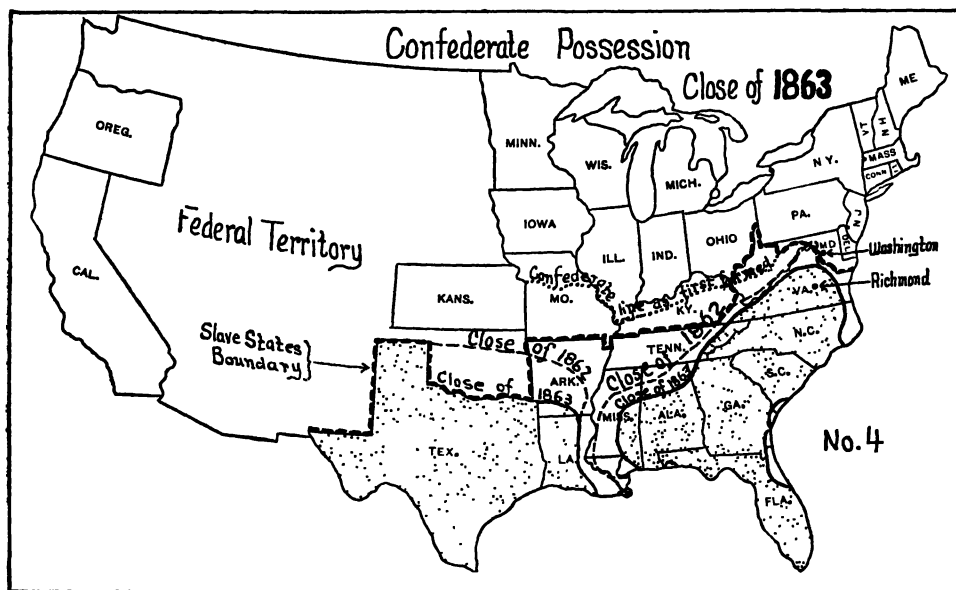 Confederate Possession
Close of 1863
ME.
OREG.
MINN.
VT.
N H
WIS.
N Y.
MASS
MICH.
CONN
R.I.
IOWA
PA.
N.J.
Federal Territory
ILL.
IND.
OHIO
MD
DEL
Washington
CAL.
Confederate line as first formed
KANS.
MO.
KY.
VA.
Richmond
Slave States
Boundary
Close of 1862
TENN.
N.C.
Close of 1862
Close of 1863
ARK.
Close of 1863
S.C.
MISS.
ALA.
GA.
No. 4
TEX.
LA.
FLA.